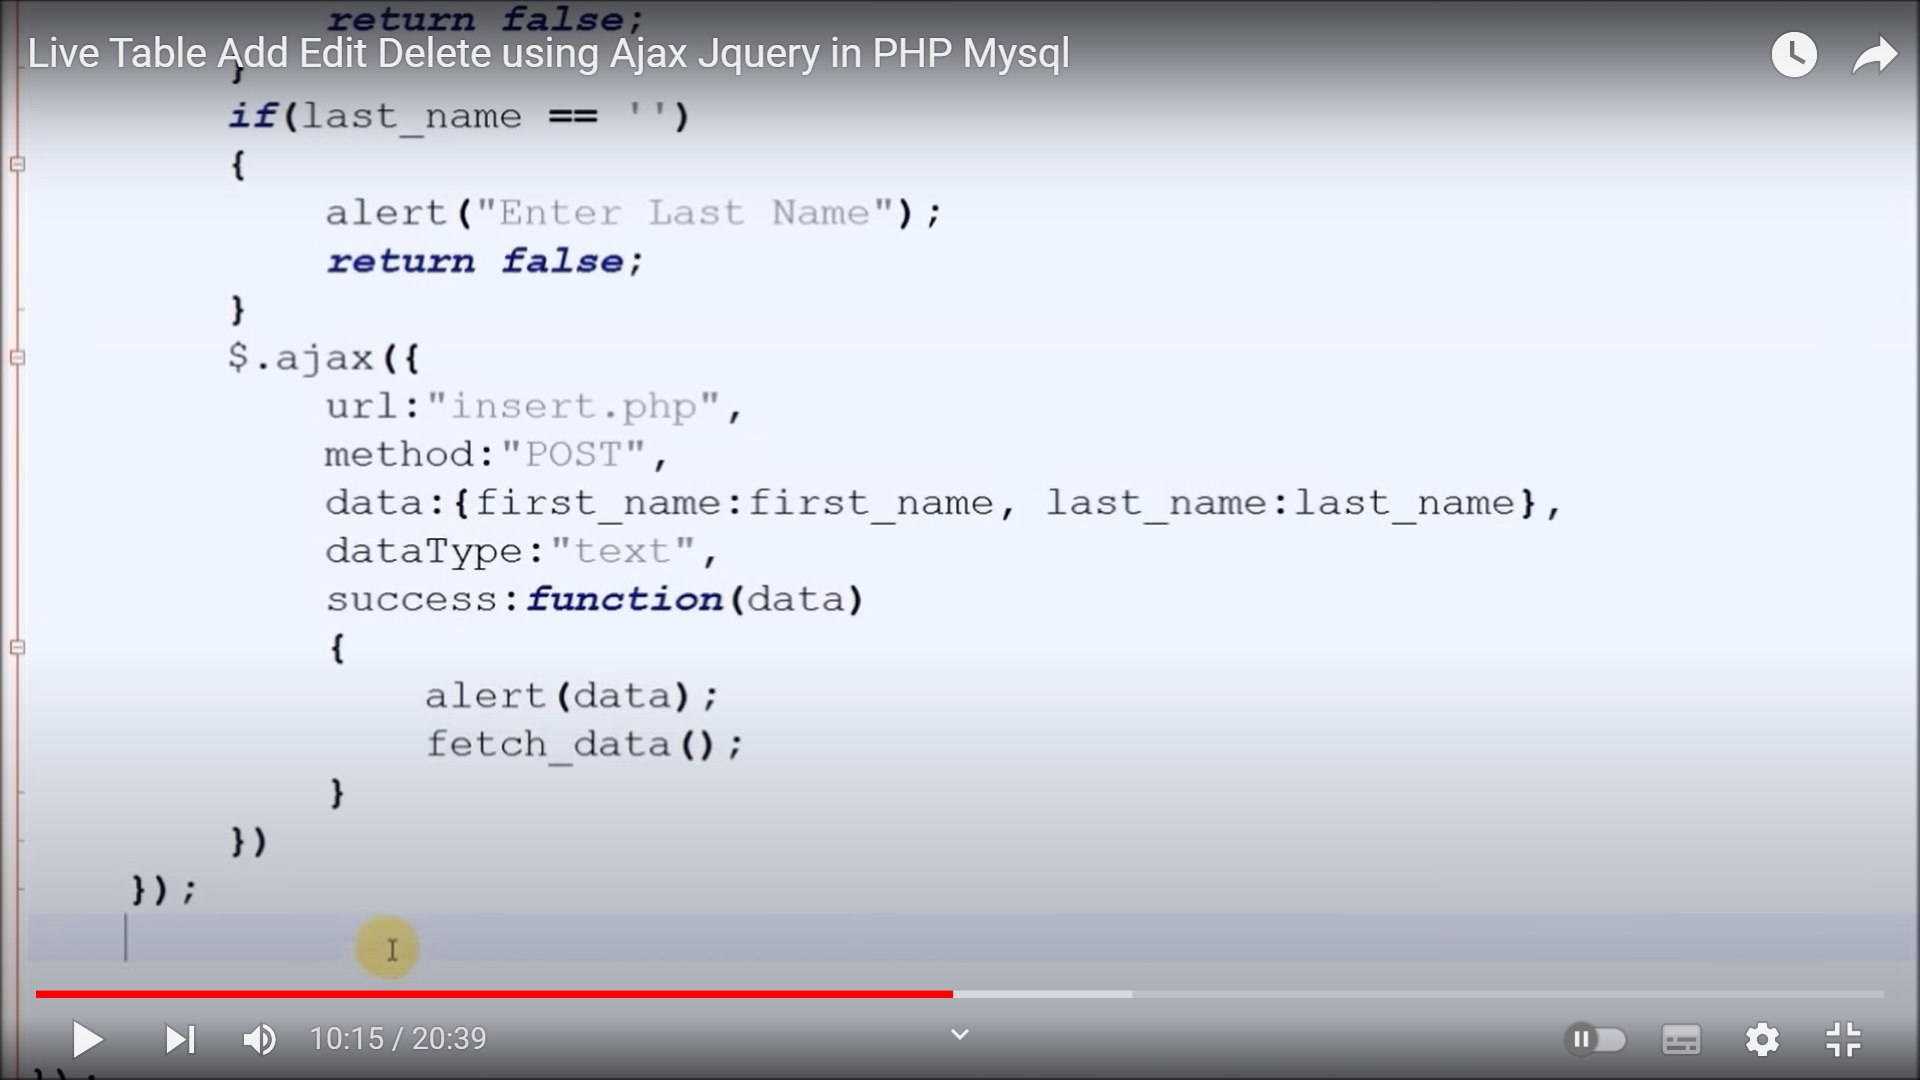 return false;
Live Table Add Edit Delete using Ajax Jquery in PHP Mysql
}
if(last_name == '')
{
alert("Enter Last Name");
return false;
}
$.ajax({
url:"insert.php",
method:"POST",
data:{first_name:first_name, last_name:last_name},
dataType:"text",
success:function(data)
{
alert(data);
fetch_data();
}
})
});
10:15 / 20:39
});